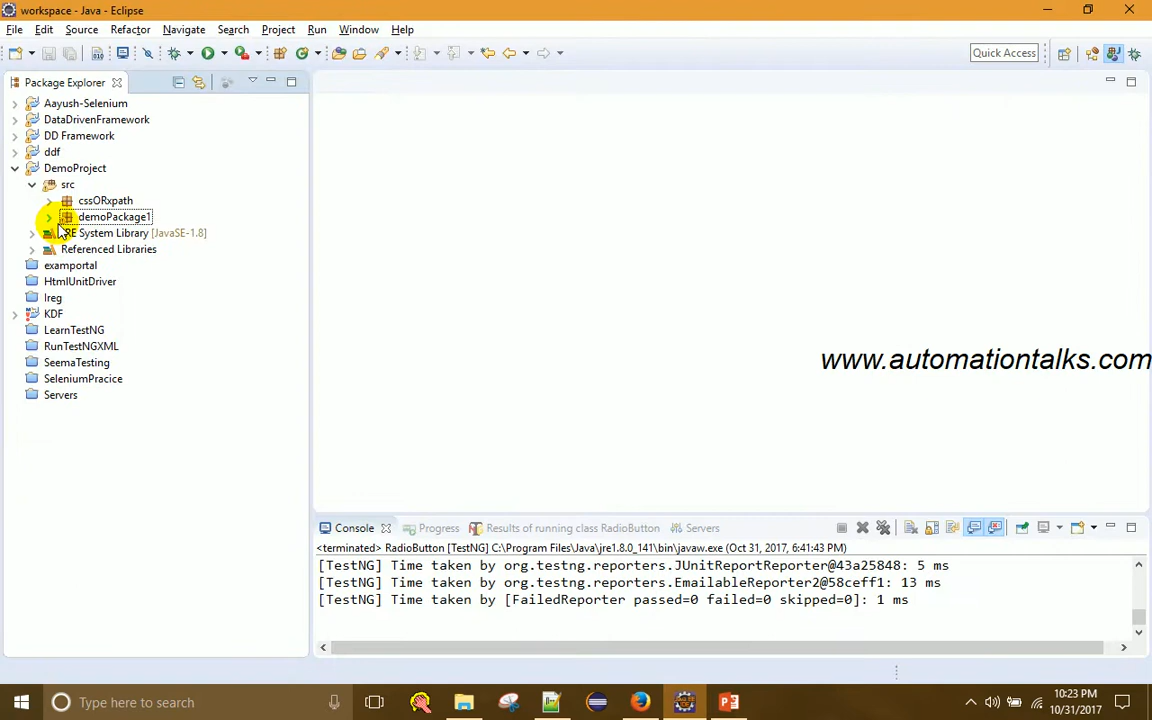 workspace - Java - Eclipse
File Edit Source Refactor Navigate Search Project Run Window Help
Quick Access
Package Explorer
Aayush-Selenium
DataDrivenFramework
DD Framework
ddf
DemoProject
src
cssORxpath
demoPackage1
RE System Library [JavaSE-1.8]
Referenced Libraries
examportal
HtmlUnitDriver
Ireg
KDF
LearnTestNG
RunTestNGXML
SeemaTesting
SeleniumPracice
Servers
www.automationtalks.com
Console Progress Results of running class RadioButton Servers
<terminated> RadioButton [TestNG] C:\Program Files\Java\jre1.8.0_141\bin\javaw.exe (Oct 31, 2017, 6:41:43 PM)
[TestNG] Time taken by org.testng.reporters.JUnitReportReporter@43a25848: 5 ms
[TestNG] Time taken by org.testng.reporters.EmailableReporter2@58ceff1: 13 ms
[TestNG] Time taken by [FailedReporter passed=0 failed=0 skipped=0]: 1 ms
Type here to search
10:23 PM
10/31/2017